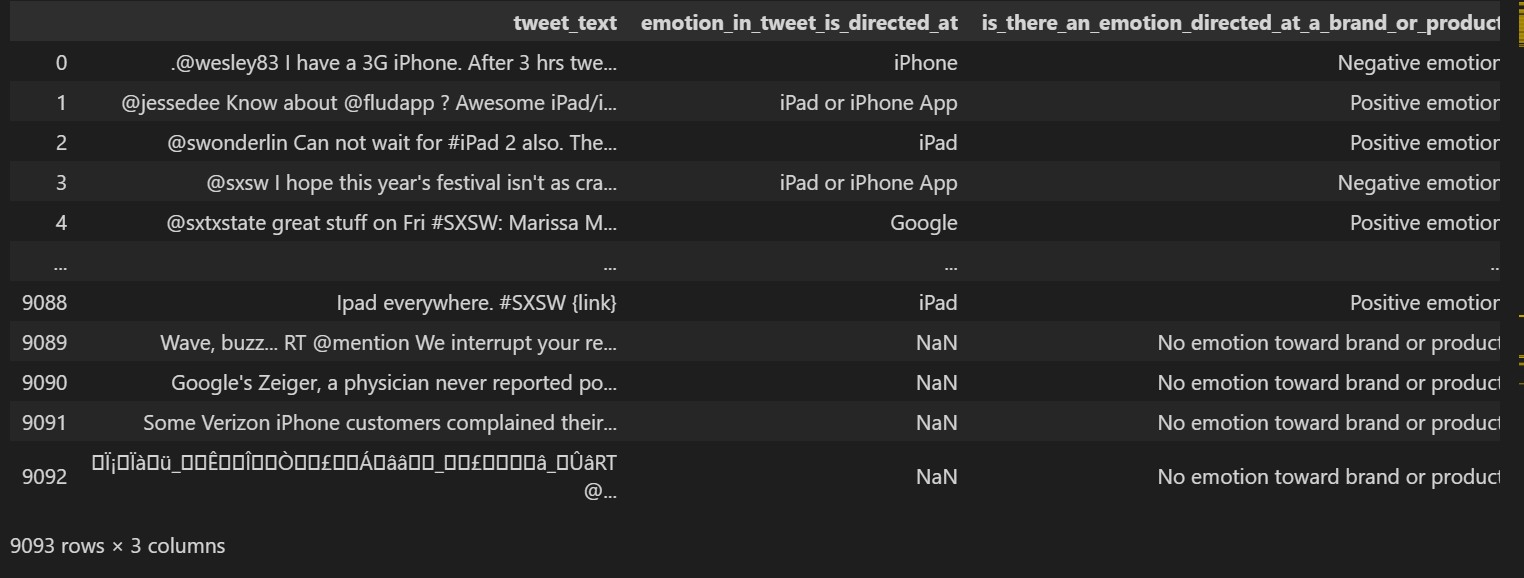 tweet_text emotion_in_tweet_is_directed_at is_there_an_emotion_directed_at_a_brand_or_product
0 .@wesley83 I have a 3G iPhone. After 3 hrs twe... iPhone Negative emotion
1 @jessedee Know about @fludapp ? Awesome iPad/i... iPad or iPhone App Positive emotion
2 @swonderlin Can not wait for #iPad 2 also. The... iPad Positive emotion
3 @sxsw I hope this year's festival isn't as cra... iPad or iPhone App Negative emotion
4 @sxtxstate great stuff on Fri #SXSW: Marissa M... Google Positive emotion
... ... ... ..
9088 Ipad everywhere. #SXSW {link} iPad Positive emotion
9089 Wave, buzz... RT @mention We interrupt your re... NaN No emotion toward brand or product
9090 Google's Zeiger, a physician never reported po... NaN No emotion toward brand or product
9091 Some Verizon iPhone customers complained their... NaN No emotion toward brand or product
9092 RT @... NaN No emotion toward brand or product
9093 rows × 3 columns